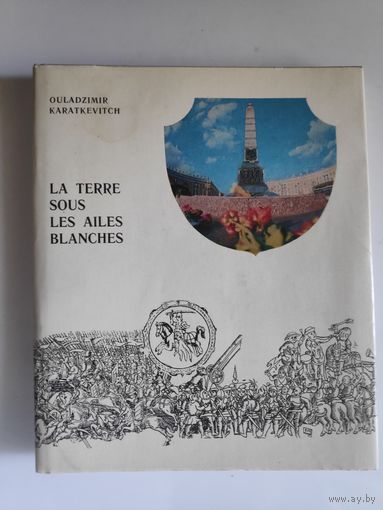 OULADZIMIR
KARATKEVITCH
LA TERRE
SOUS
LES AILES
BLANCHES
www.ay.by